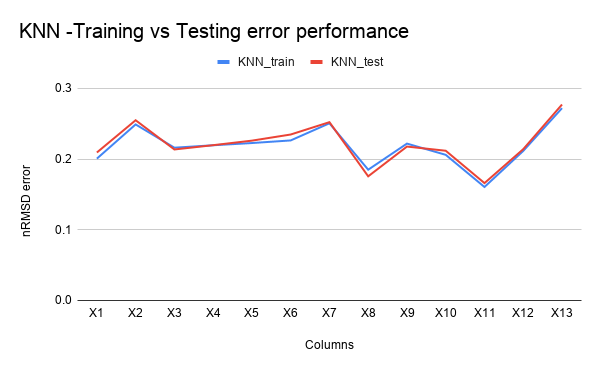 KNN -Training vs Testing error performance
KNN_train KNN_test
nRMSD error
0.3
0.2
0.1
0.0
X1 X2 X3 X4 X5 X6 X7 X8 X9 X10 X11 X12 X13
Columns